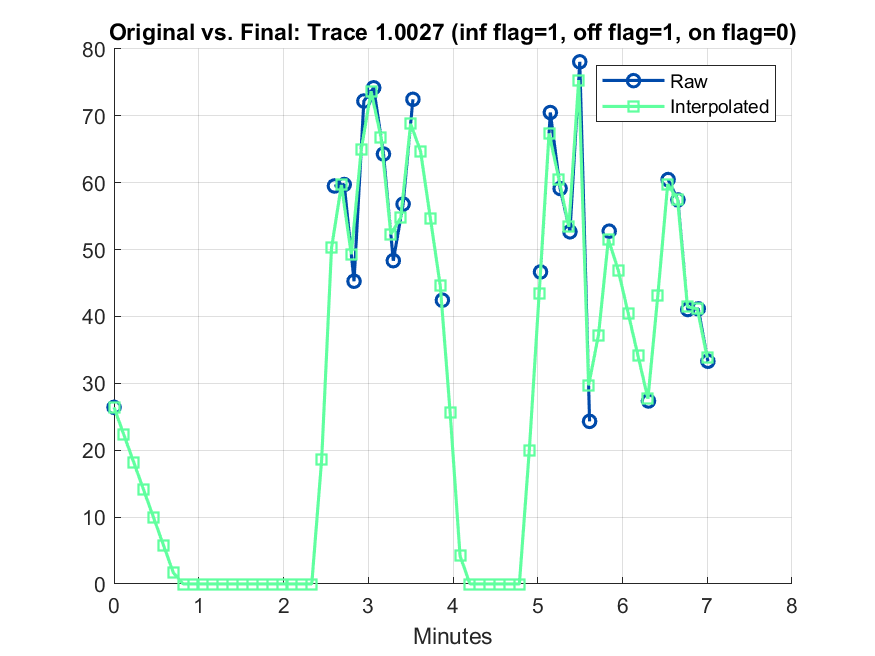 Original vs. Final: Trace 1.0027 (inf flag=1, off flag=1, on flag=0)
80
70
60
50
40
30
20
10
0
Raw
Interpolated
0 1 2 3 4 5 6 7 8
Minutes